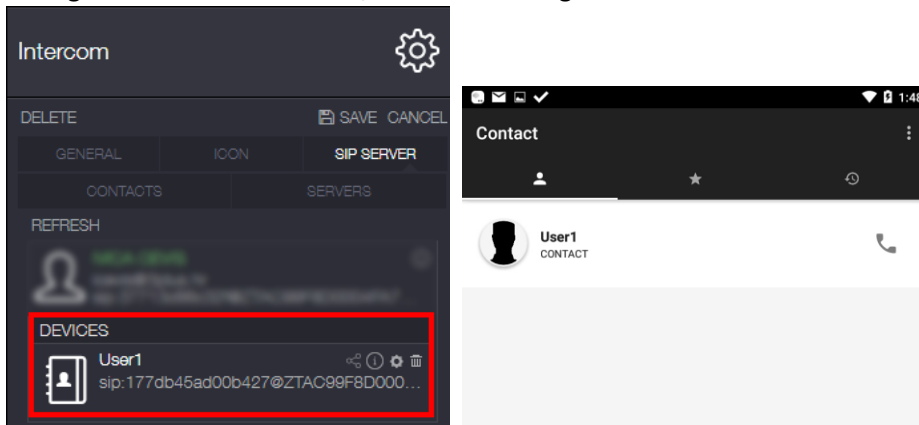 Intercom
DELETE
SAVE CANCEL
GENERAL
ICON
SIP SERVER
CONTACTS
SERVERS
REFRESH
DEVICES
User1
sip:177db45ad00b427@ZTAC99F8D000...
1:48
Contact
User1
CONTACT